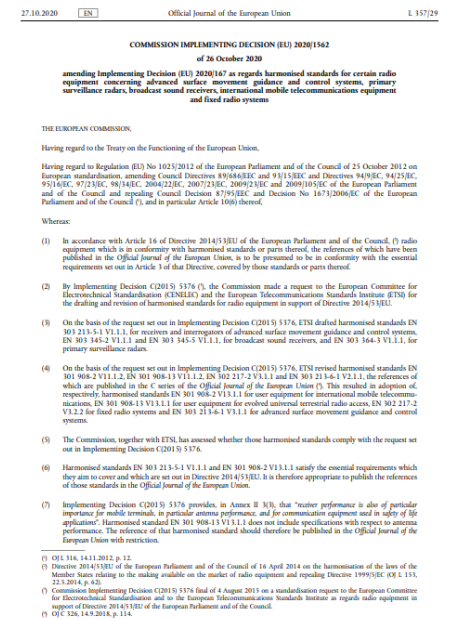 27.10.2020 EN Official Journal of the European Union L 357/29
COMMISSION IMPLEMENTING DECISION (EU) 2020/1562
of 26 October 2020
amending Implementing Decision (EU) 2020/167 as regards harmonised standards for certain radio
equipment concerning advanced surface movement guidance and control systems, primary
surveillance radars, broadcast sound receivers, international mobile telecommunications equipment
and fixed radio systems
THE EUROPEAN COMMISSION,
Having regard to the Treaty on the Functioning of the European Union,
Having regard to Regulation (EU) No 1025/2012 of the European Parliament and of the Council of 25 October 2012 on
European standardisation, amending Council Directives 89/686/EEC and 93/15/EEC and Directives 94/9/EC, 94/25/EC,
95/16/EC, 97/23/EC, 98/34/EC, 2004/22/EC, 2007/23/EC, 2009/23/EC and 2009/105/EC of the European Parliament
and of the Council and repealing Council Decision 87/95/EEC and Decision No 1673/2006/EC of the European
Parliament and of the Council (¹), and in particular Article 10(6) thereof,
Whereas:
(1) In accordance with Article 16 of Directive 2014/53/EU of the European Parliament and of the Council, (²) radio
equipment which is in conformity with harmonised standards or parts thereof, the references of which have been
published in the Official Journal of the European Union, is to be presumed to be in conformity with the essential
requirements set out in Article 3 of that Directive, covered by those standards or parts thereof.
(2) By Implementing Decision C(2015) 5376 (³), the Commission made a request to the European Committee for
Electrotechnical Standardisation (CENELEC) and the European Telecommunications Standards Institute (ETSI) for
the drafting and revision of harmonised standards for radio equipment in support of Directive 2014/53/EU.
(3) On the basis of the request set out in Implementing Decision C(2015) 5376, ETSI drafted harmonised standards EN
303 213-5-1 V1.1.1, for receivers and interrogators of advanced surface movement guidance and control systems,
EN 303 345-2 V1.1.1 and EN 303 345-5 V1.1.1, for broadcast sound receivers, and EN 303 364-3 V1.1.1, for
primary surveillance radars.
(4) On the basis of the request set out in Implementing Decision C(2015) 5376, ETSI revised harmonised standards EN
301 908-2 V11.1.2, EN 301 908-13 V11.1.2, EN 302 217-2 V3.1.1 and EN 303 213-6-1 V2.1.1, the references of
which are published in the C series of the Official Journal of the European Union (⁴). This resulted in adoption of,
respectively, harmonised standards EN 301 908-2 V13.1.1 for user equipment for international mobile telecommu-
nications, EN 301 908-13 V13.1.1 for user equipment for evolved universal terrestrial radio access, EN 302 217-2
V3.2.2 for fixed radio systems and EN 303 213-6-1 V3.1.1 for advanced surface movement guidance and control
systems.
(5) The Commission, together with ETSI, has assessed whether those harmonised standards comply with the request set
out in Implementing Decision C(2015) 5376.
(6) Harmonised standards EN 303 213-5-1 V1.1.1 and EN 301 908-2 V13.1.1 satisfy the essential requirements which
they aim to cover and which are set out in Directive 2014/53/EU. It is therefore appropriate to publish the references
of those standards in the Official Journal of the European Union.
(7) Implementing Decision C(2015) 5376 provides, in Annex II 3(3), that “receiver performance is also of particular
importance for mobile terminals, in particular antenna performance, and for communication equipment used in safety of life
applications”. Harmonised standard EN 301 908-13 V13.1.1 does not include specifications with respect to antenna
performance. The reference of that harmonised standard should therefore be published in the Official Journal of the
European Union with restriction.
(¹) OJ L 316, 14.11.2012, p. 12.
(²) Directive 2014/53/EU of the European Parliament and of the Council of 16 April 2014 on the harmonisation of the laws of the
Member States relating to the making available on the market of radio equipment and repealing Directive 1999/5/EC (OJ L 153,
22.5.2014, p. 62).
(³) Commission Implementing Decision C(2015) 5376 final of 4 August 2015 on a standardisation request to the European Committee
for Electrotechnical Standardisation and to the European Telecommunications Standards Institute as regards radio equipment in
support of Directive 2014/53/EU of the European Parliament and of the Council.
(⁴) OJ C 326, 14.9.2018, p. 114.